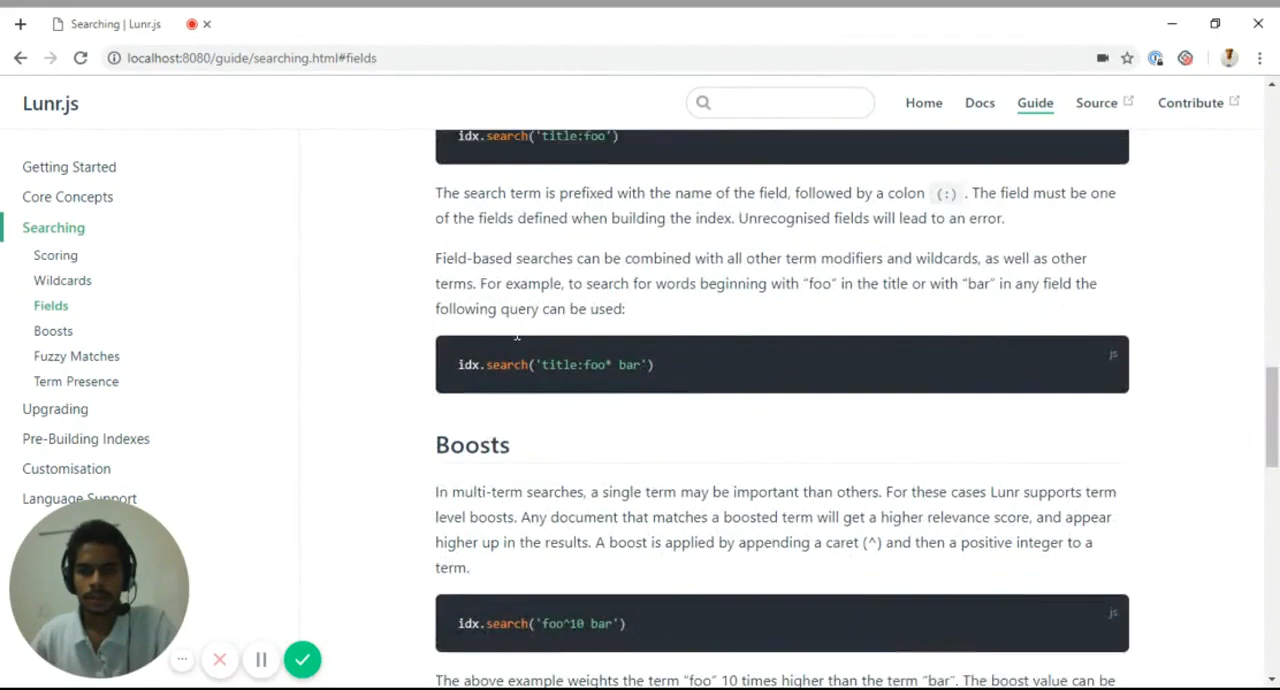 Searching | Lunr.js
localhost:8080/guide/searching.html#fields
Lunr.js
Home Docs Guide Source Contribute
Getting Started
Core Concepts
Searching
Scoring
Wildcards
Fields
Boosts
Fuzzy Matches
Term Presence
Upgrading
Pre-Building Indexes
Customisation
Language Support
idx.search('title:foo')
The search term is prefixed with the name of the field, followed by a colon (:) . The field must be one
of the fields defined when building the index. Unrecognised fields will lead to an error.
Field-based searches can be combined with all other term modifiers and wildcards, as well as other
terms. For example, to search for words beginning with “foo” in the title or with “bar” in any field the
following query can be used:
js
idx.search('title:foo* bar')
Boosts
In multi-term searches, a single term may be important than others. For these cases Lunr supports term
level boosts. Any document that matches a boosted term will get a higher relevance score, and appear
higher up in the results. A boost is applied by appending a caret (^) and then a positive integer to a
term.
js
idx.search('foo^10 bar')
The above example weights the term “foo” 10 times higher than the term “bar”. The boost value can be